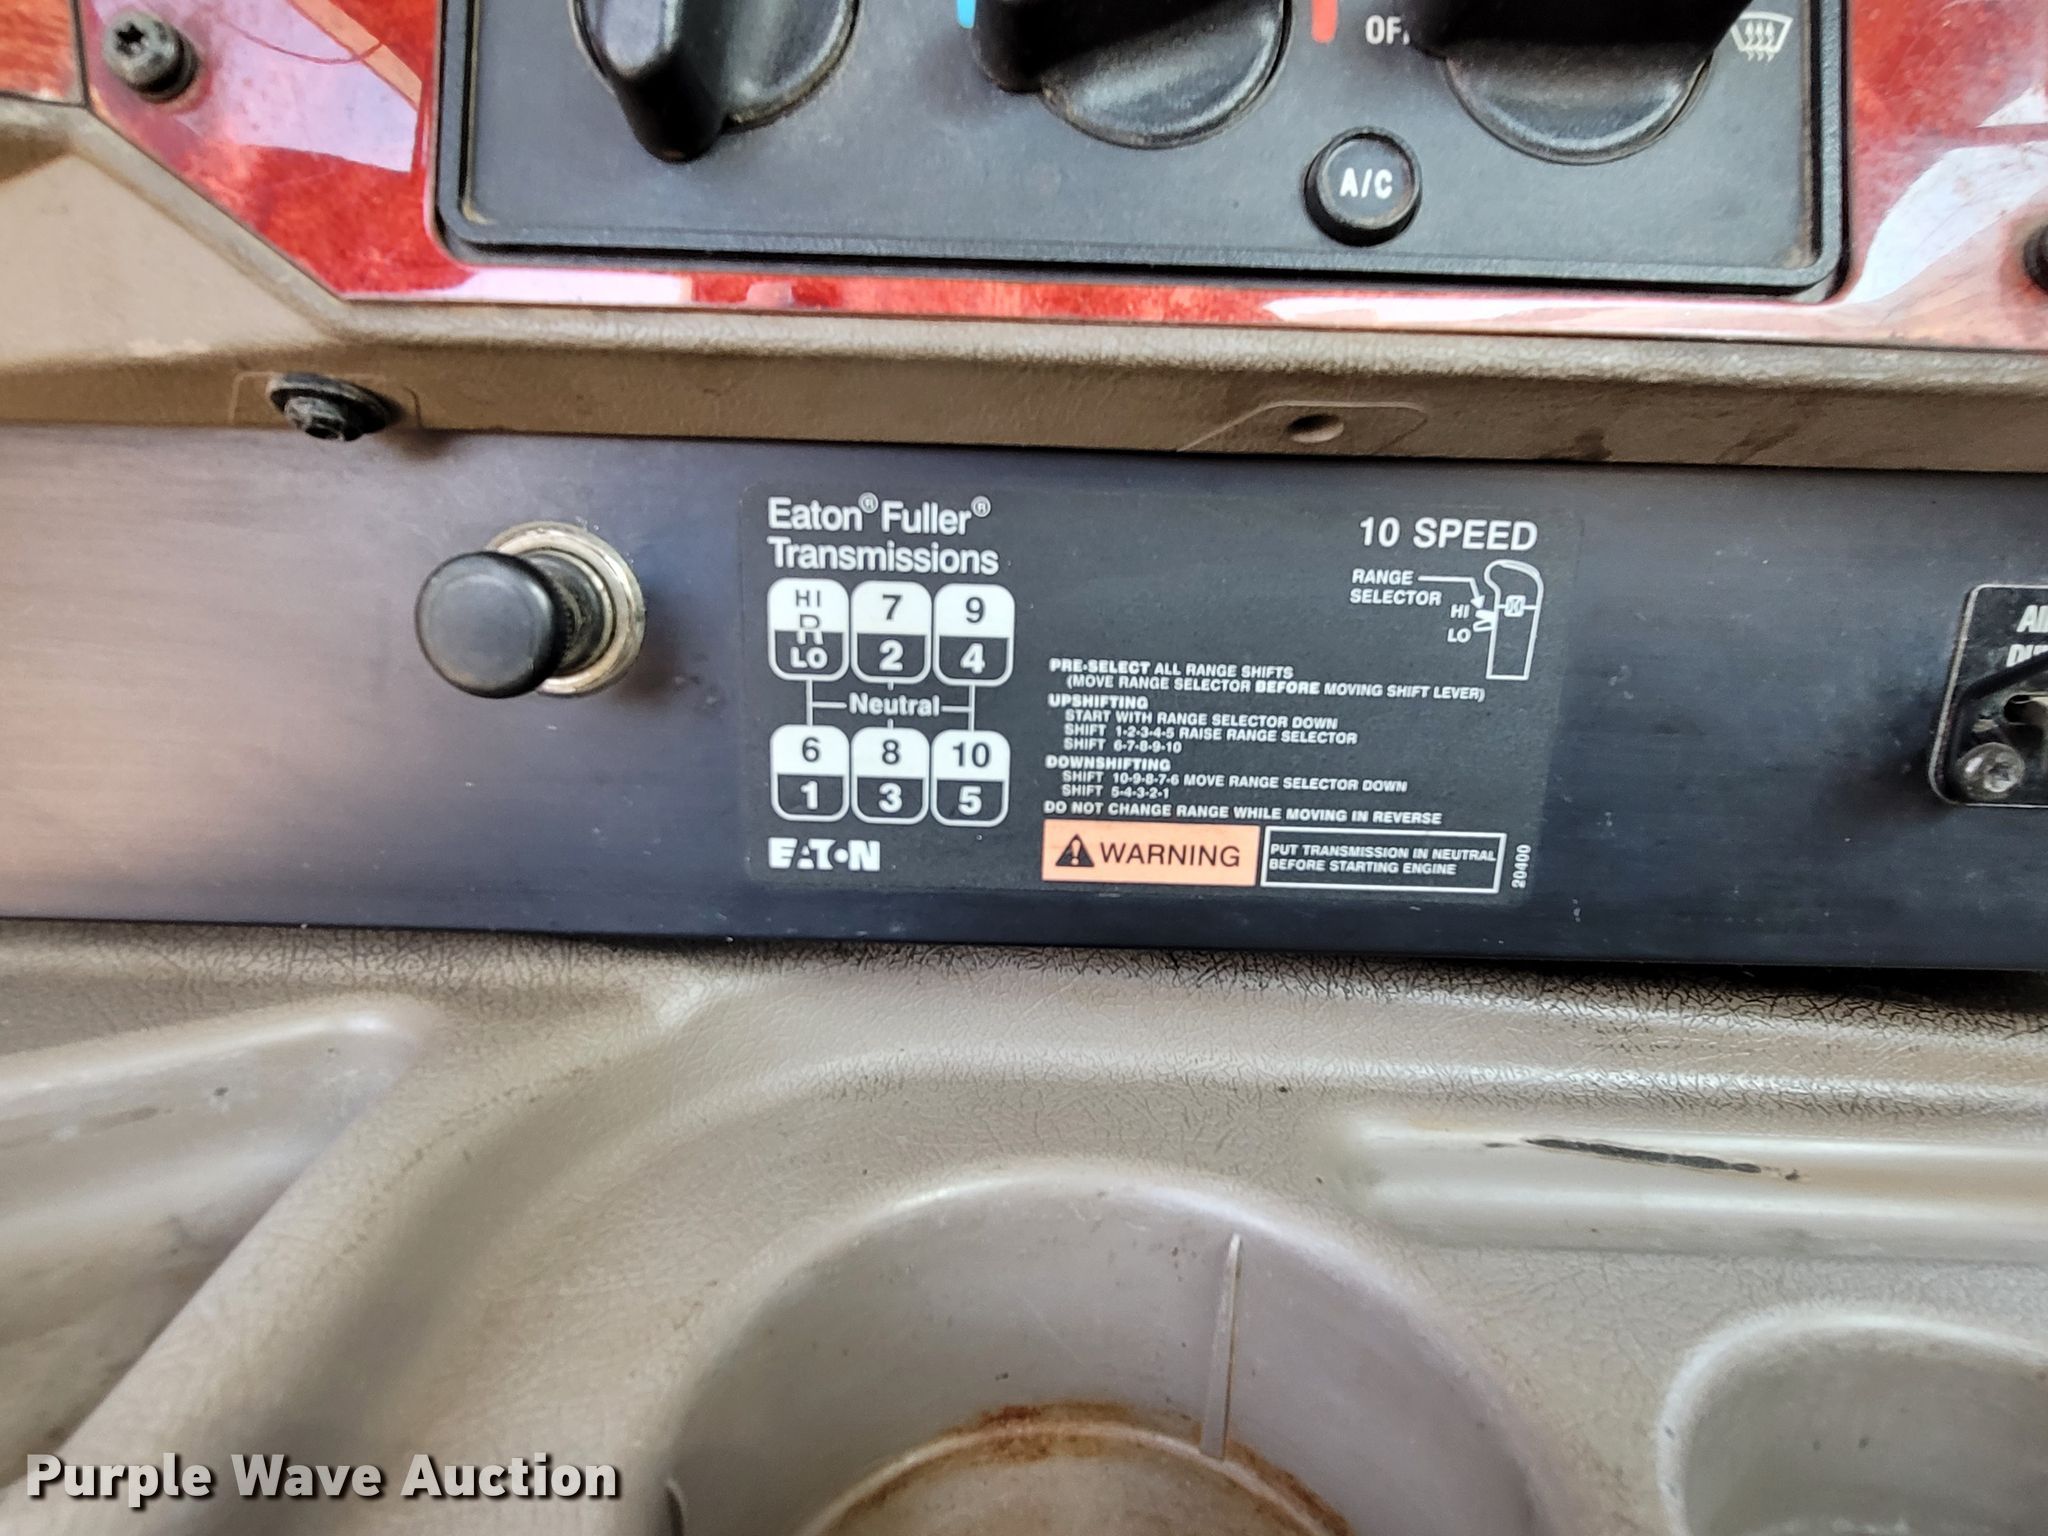 A/C
Eaton® Fuller®
Transmissions
10 SPEED
RANGE
SELECTOR
HI
LO
HI 7 9
R
LO 2 4
Neutral
6 8 10
1 3 5
EATON
PRE-SELECT ALL RANGE SHIFTS
(MOVE RANGE SELECTOR BEFORE MOVING SHIFT LEVER)
UPSHIFTING
START WITH RANGE SELECTOR DOWN
SHIFT 1-2-3-4-5 RAISE RANGE SELECTOR
SHIFT 6-7-8-9-10
DOWNSHIFTING
SHIFT 10-9-8-7-6 MOVE RANGE SELECTOR DOWN
SHIFT 5-4-3-2-1
DO NOT CHANGE RANGE WHILE MOVING IN REVERSE
WARNING
PUT TRANSMISSION IN NEUTRAL
BEFORE STARTING ENGINE
20400
Purple Wave Auction